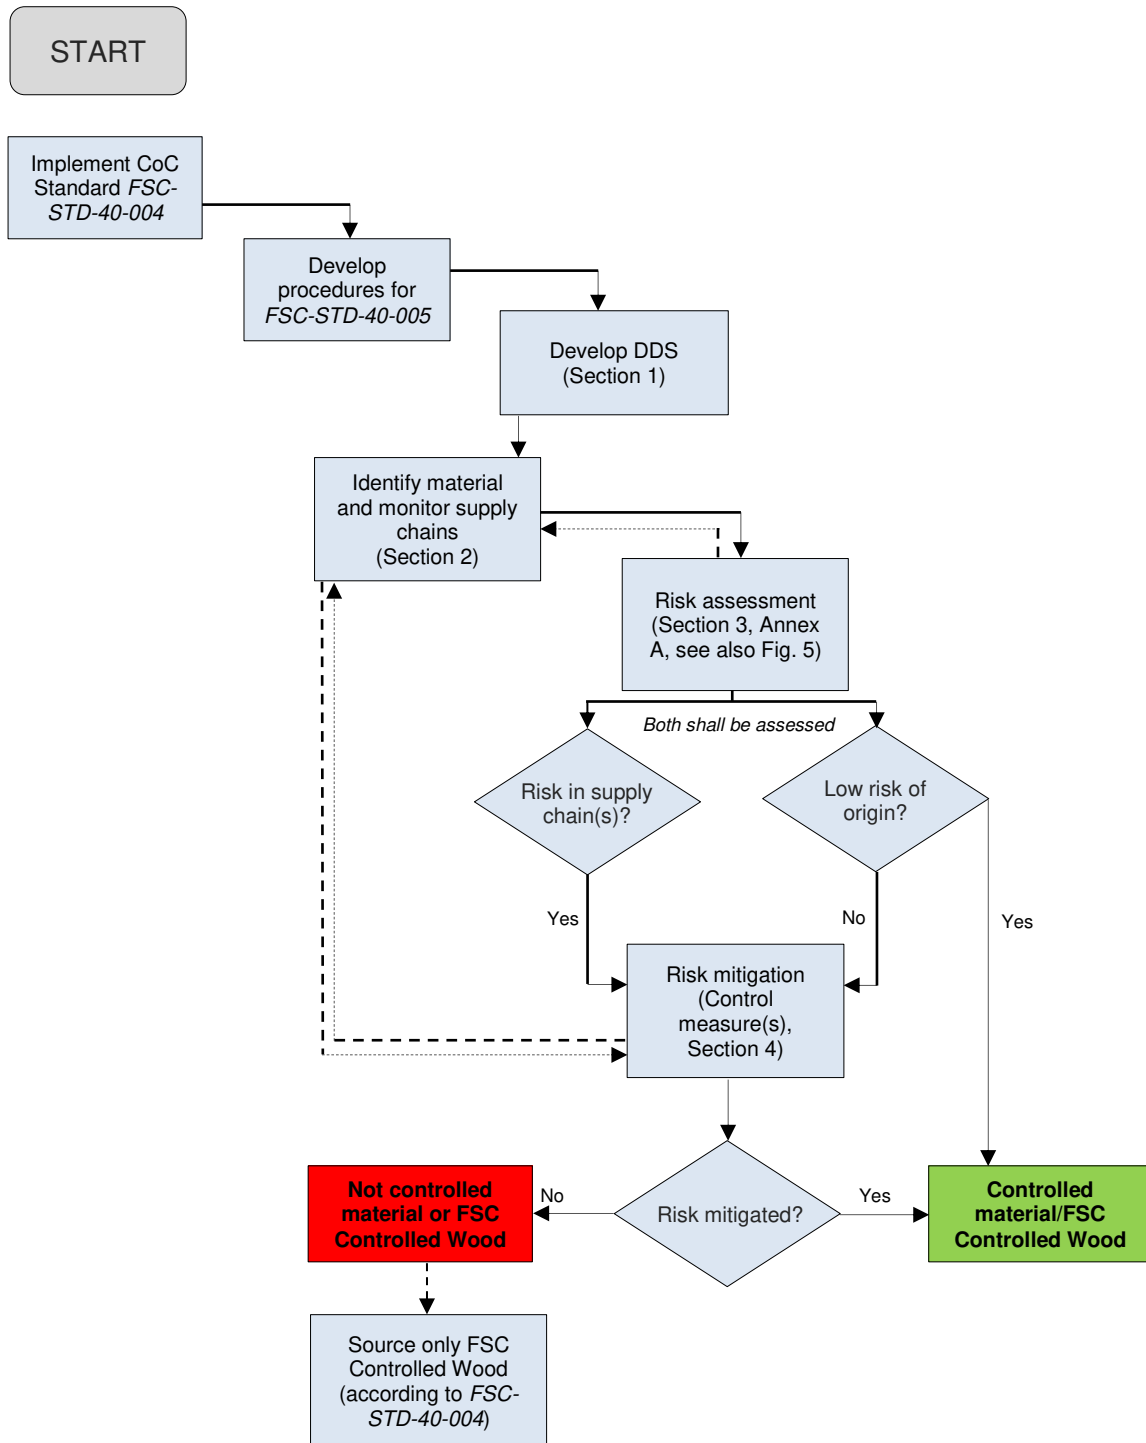 START
Implement CoC
Standard FSC-
STD-40-004
Develop
procedures for
FSC-STD-40-005
Develop DDS
(Section 1)
Identify material
and monitor supply
chains
(Section 2)
Risk assessment
(Section 3, Annex
A, see also Fig. 5)
Both shall be assessed
Risk in supply
chain(s)?
Low risk of
origin?
Yes
No
Yes
Risk mitigation
(Control
measure(s),
Section 4)
Not controlled
material or FSC
Controlled Wood
No
Risk mitigated?
Yes
Controlled
material/FSC
Controlled Wood
Source only FSC
Controlled Wood
(according to FSC-
STD-40-004)